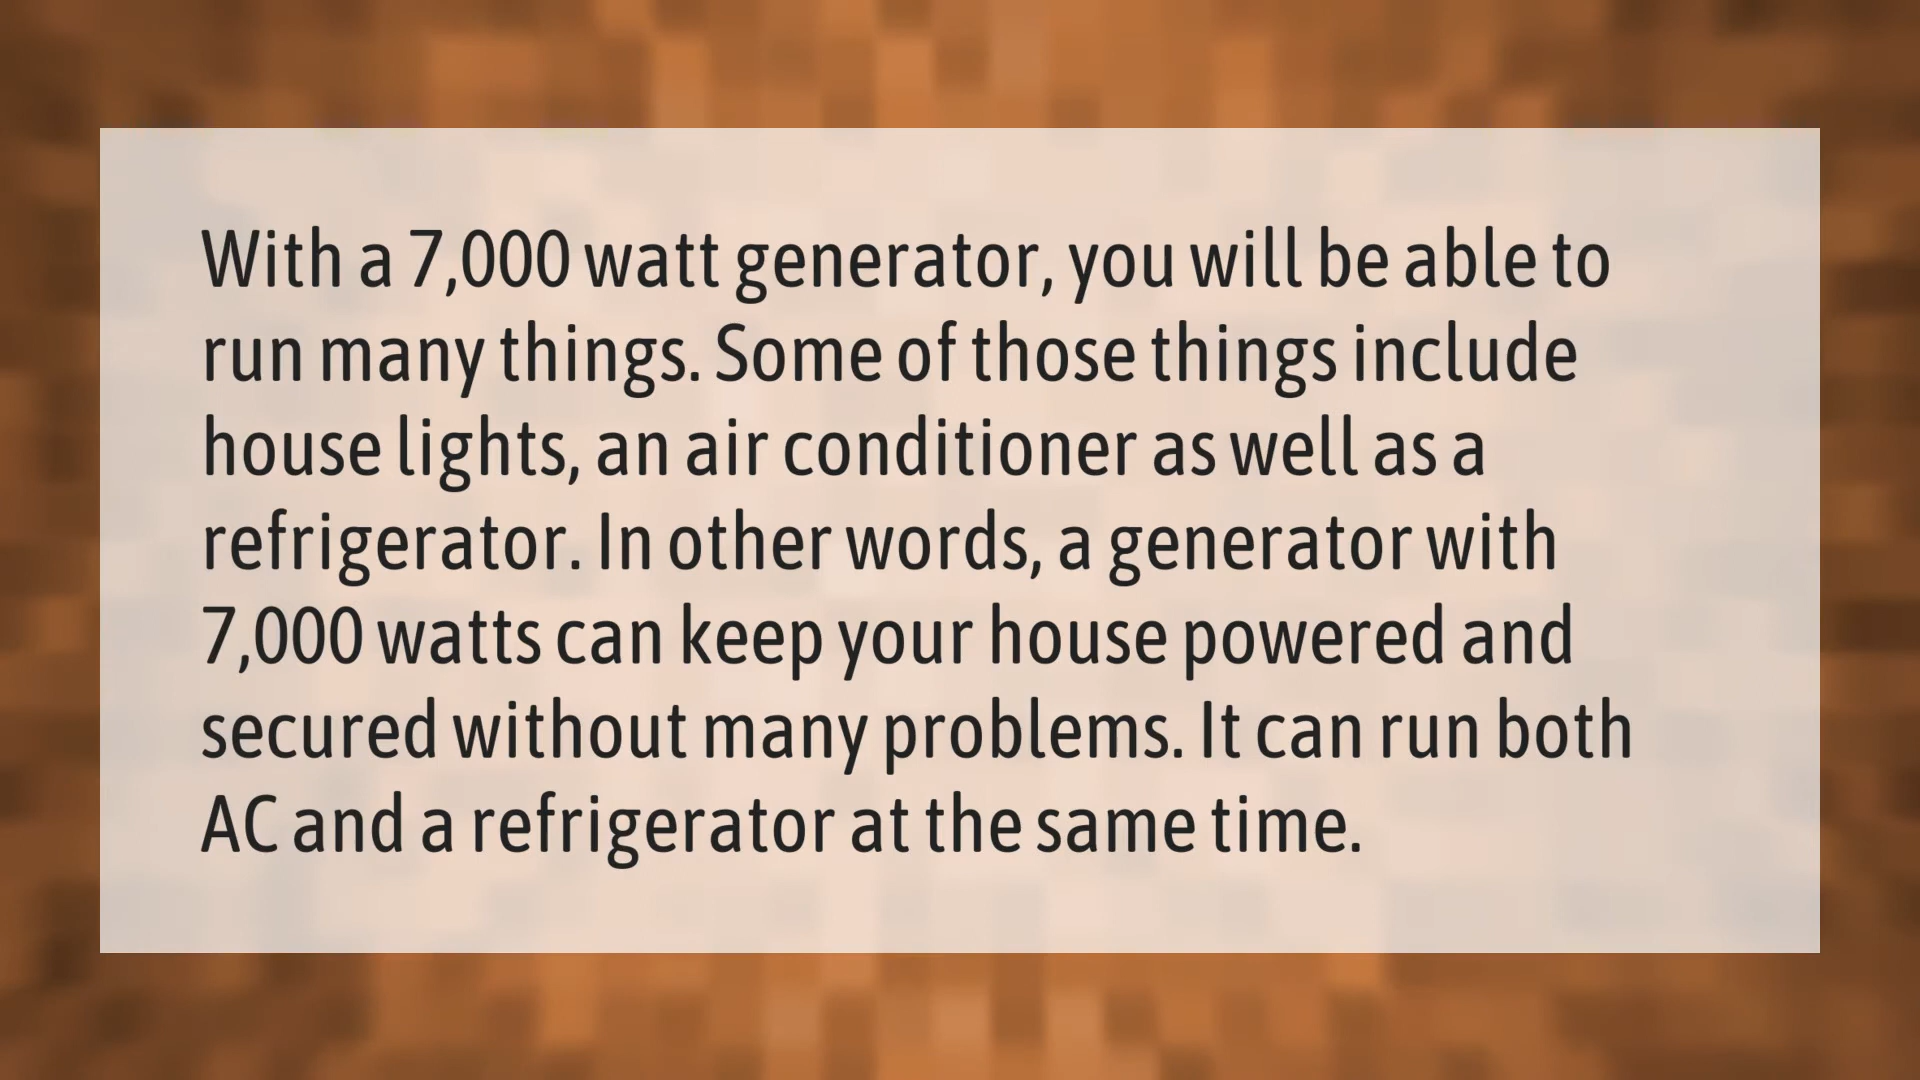 With a 7,000 watt generator, you will be able to
run many things. Some of those things include
house lights, an air conditioner as well as a
refrigerator. In other words, a generator with
7,000 watts can keep your house powered and
secured without many problems. It can run both
AC and a refrigerator at the same time.